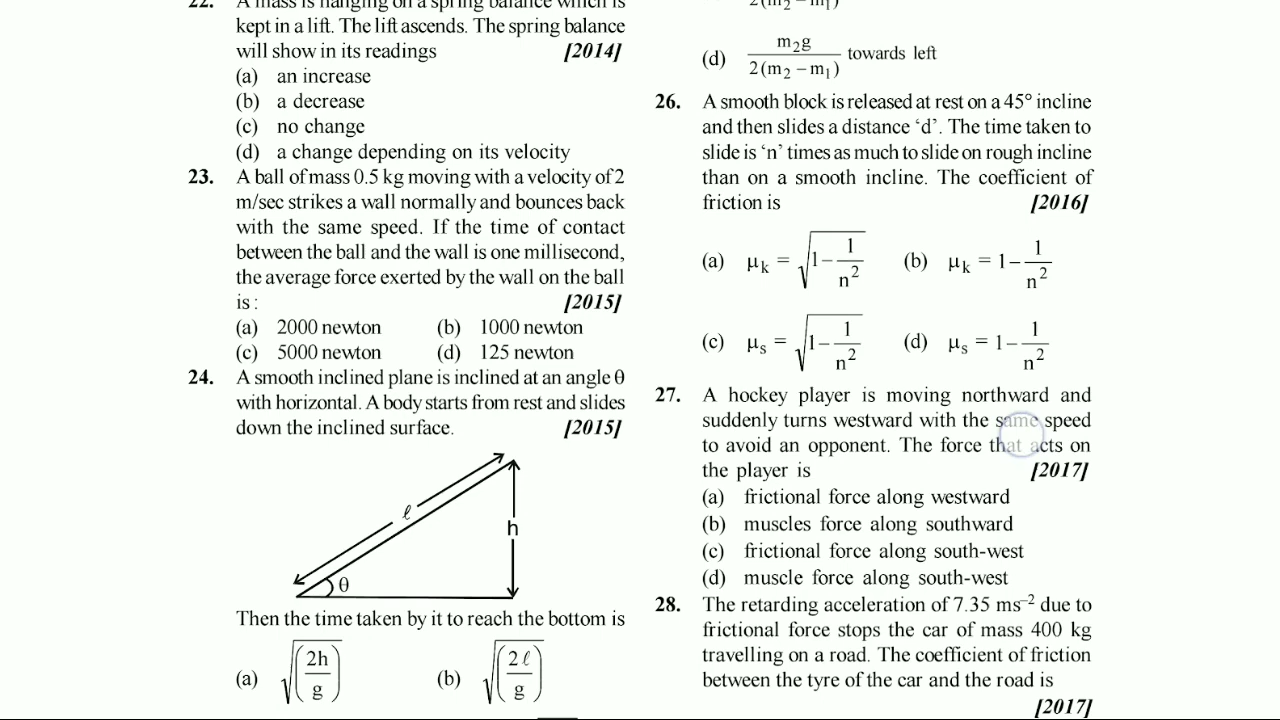 22. A mass is hanging on a spring balance which is
kept in a lift. The lift ascends. The spring balance
will show in its readings [2014]
(a) an increase
(b) a decrease
(c) no change
(d) a change depending on its velocity
23. A ball of mass 0.5 kg moving with a velocity of 2
m/sec strikes a wall normally and bounces back
with the same speed. If the time of contact
between the ball and the wall is one millisecond,
the average force exerted by the wall on the ball
is : [2015]
(a) 2000 newton (b) 1000 newton
(c) 5000 newton (d) 125 newton
24. A smooth inclined plane is inclined at an angle θ
with horizontal. A body starts from rest and slides
down the inclined surface. [2015]
ℓ
h
θ
Then the time taken by it to reach the bottom is
(a) √(2h/g) (b) √(2ℓ/g)
2(m₂ – m₁)
(d) m₂g / 2(m₂ – m₁) towards left
26. A smooth block is released at rest on a 45° incline
and then slides a distance ‘d’. The time taken to
slide is ‘n’ times as much to slide on rough incline
than on a smooth incline. The coefficient of
friction is [2016]
(a) μk = √(1 – 1/n²) (b) μk = 1 – 1/n²
(c) μs = √(1 – 1/n²) (d) μs = 1 – 1/n²
27. A hockey player is moving northward and
suddenly turns westward with the same speed
to avoid an opponent. The force that acts on
the player is [2017]
(a) frictional force along westward
(b) muscles force along southward
(c) frictional force along south-west
(d) muscle force along south-west
28. The retarding acceleration of 7.35 ms⁻² due to
frictional force stops the car of mass 400 kg
travelling on a road. The coefficient of friction
between the tyre of the car and the road is
[2017]